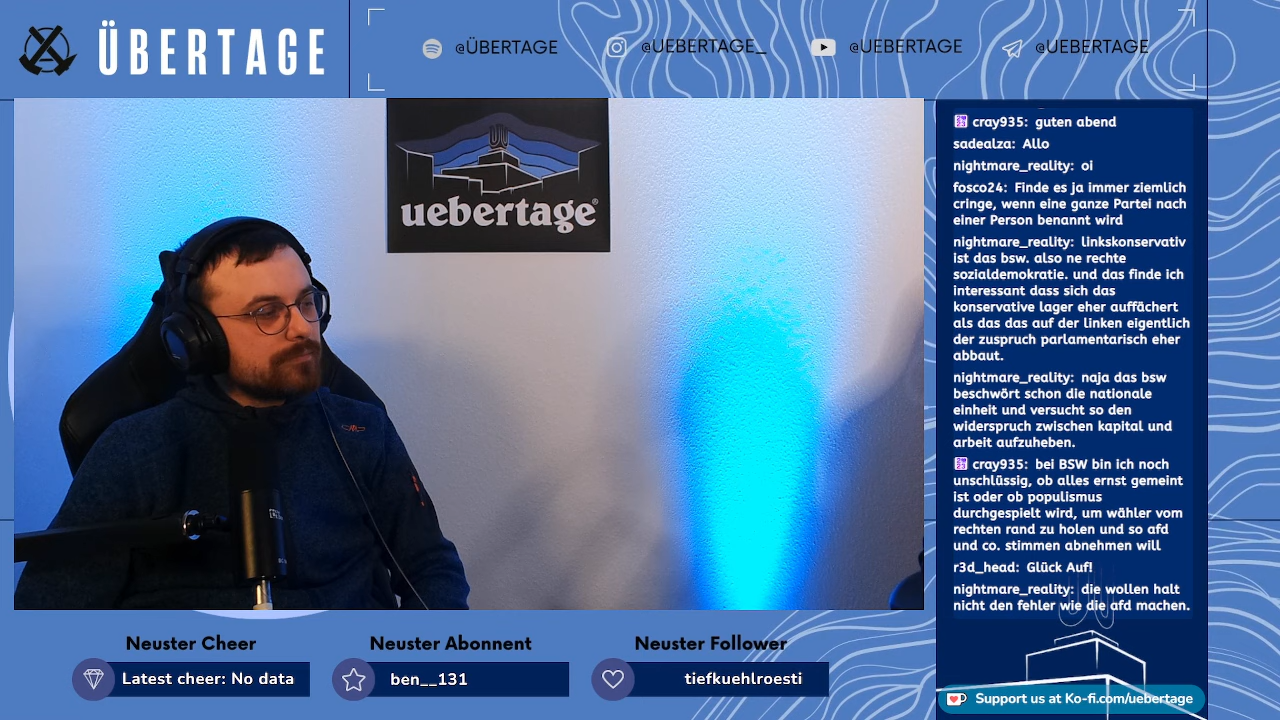 ÜBERTAGE
@ÜBERTAGE
@UEBERTAGE_
@UEBERTAGE
@UEBERTAGE
uebertage®
cray935: guten abend
sadealza: Allo
nightmare_reality: oi
fosco24: Finde es ja immer ziemlich
cringe, wenn eine ganze Partei nach
einer Person benannt wird
nightmare_reality: linkskonservativ
ist das bsw. also ne rechte
sozialdemokratie. und das finde ich
interessant dass sich das
konservative lager eher auffächert
als das das auf der linken eigentlich
der zuspruch parlamentarisch eher
abbaut.
nightmare_reality: naja das bsw
beschwört schon die nationale
einheit und versucht so den
widerspruch zwischen kapital und
arbeit aufzuheben.
cray935: bei BSW bin ich noch
unschlüssig, ob alles ernst gemeint
ist oder ob populismus
durchgespielt wird, um wähler vom
rechten rand zu holen und so afd
und co. stimmen abnehmen will
r3d_head: Glück Auf!
nightmare_reality: die wollen halt
nicht den fehler wie die afd machen.
Neuster Cheer
Latest cheer: No data
Neuster Abonnent
ben__131
Neuster Follower
tiefkuehlroesti
Support us at Ko-fi.com/uebertage